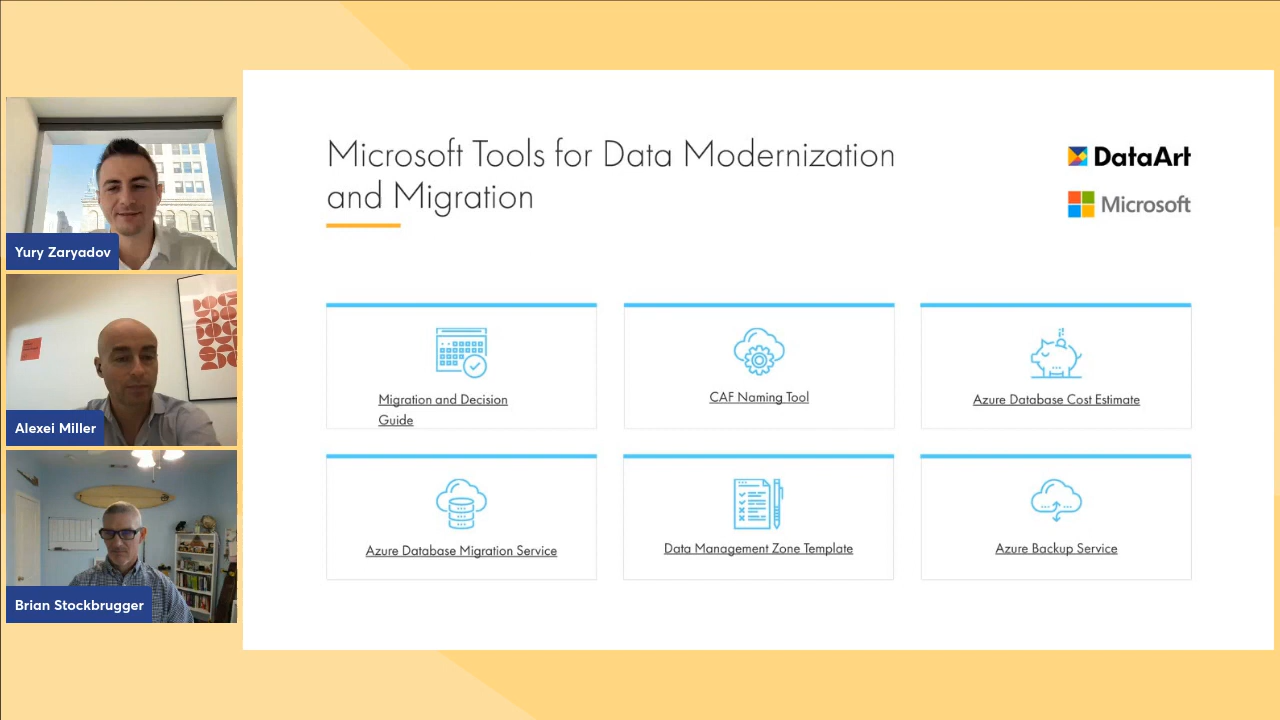 Microsoft Tools for Data Modernization
and Migration
DataArt
Microsoft
Yury Zaryadov
Alexei Miller
Brian Stockbrugger
Migration and Decision
Guide
CAF Naming Tool
Azure Database Cost Estimate
Azure Database Migration Service
Data Management Zone Template
Azure Backup Service